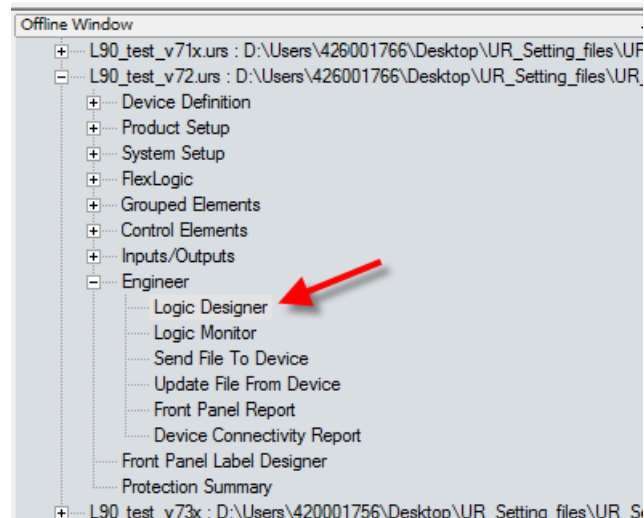 Offline Window
L90_test_v71x.urs : D:\Users\426001766\Desktop\UR_Setting_files\UR
L90_test_v72.urs : D:\Users\426001766\Desktop\UR_Setting_files\UR_
Device Definition
Product Setup
System Setup
FlexLogic
Grouped Elements
Control Elements
Inputs/Outputs
Engineer
Logic Designer
Logic Monitor
Send File To Device
Update File From Device
Front Panel Report
Device Connectivity Report
Front Panel Label Designer
Protection Summary
L90_test_v73x : D:\Users\420001756\Desktop\UR_Setting_files\UR_Se